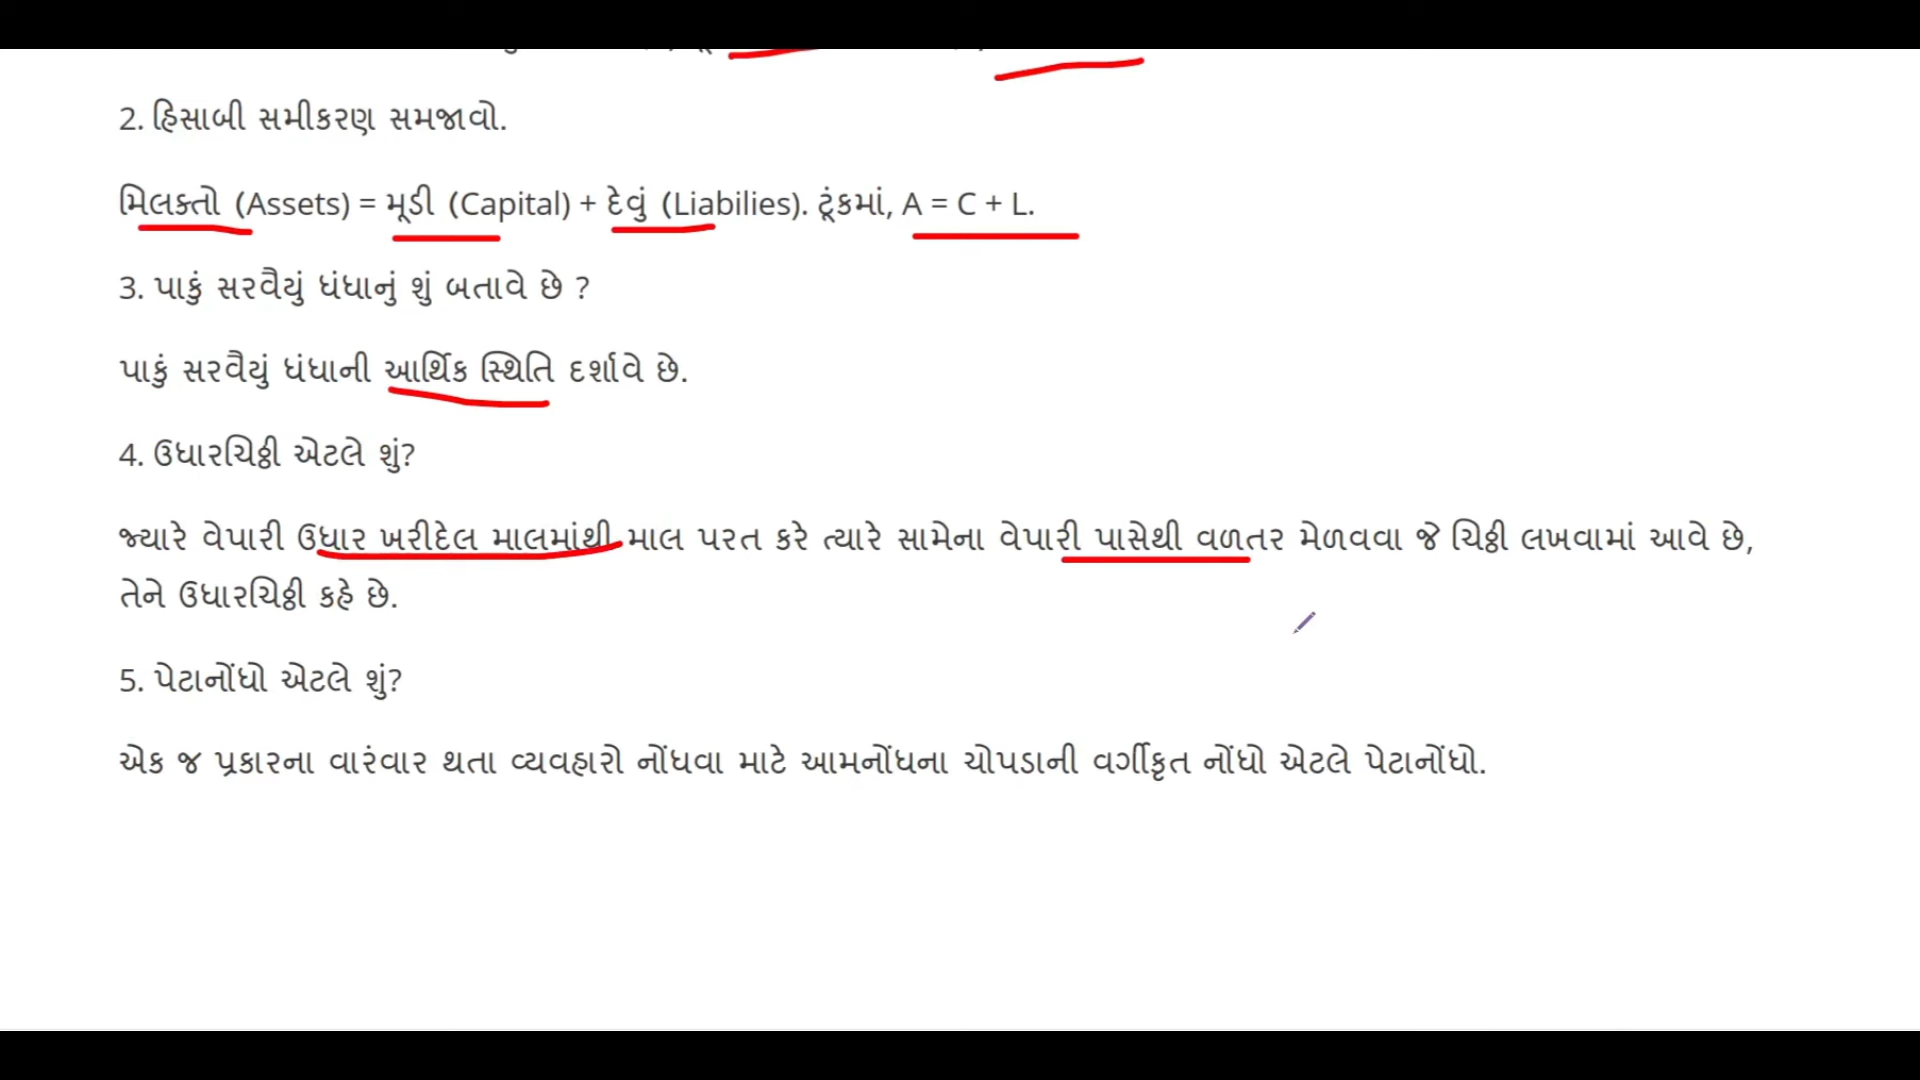 2. હિસાબી સમીકરણ સમજાવો.
મિલક્તો (Assets) = મૂડી (Capital) + દેવું (Liabilies). ટૂંકમાં, A = C + L.
3. પાકું સરવૈયું ધંધાનું શું બતાવે છે ?
પાકું સરવૈયું ધંધાની આર્થિક સ્થિતિ દર્શાવે છે.
4. ઉધારચિઠ્ઠી એટલે શું?
જ્યારે વેપારી ઉધાર ખરીદેલ માલમાંથી માલ પરત કરે ત્યારે સામેના વેપારી પાસેથી વળતર મેળવવા જે ચિઠ્ઠી લખવામાં આવે છે,
તેને ઉધારચિઠ્ઠી કહે છે.
5. પેટાનોંધો એટલે શું?
એક જ પ્રકારના વારંવાર થતા વ્યવહારો નોંધવા માટે આમનોંધના ચોપડાની વર્ગીકૃત નોંધો એટલે પેટાનોંધો.